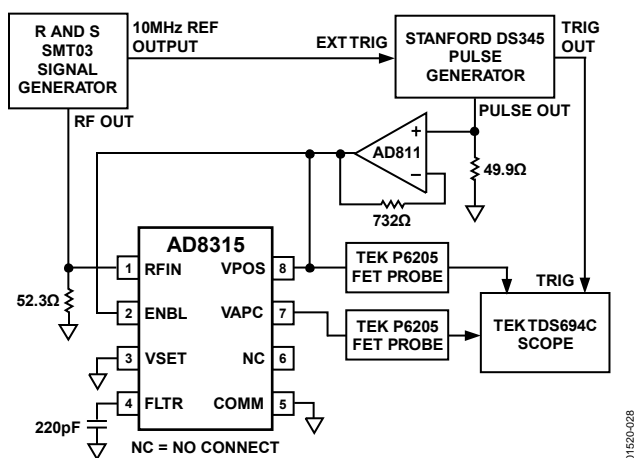 R AND S
SMT03
SIGNAL
GENERATOR
10MHz REF
OUTPUT
EXT TRIG
STANFORD DS345
PULSE
GENERATOR
TRIG
OUT
RF OUT
PULSE OUT
+
AD811
–
49.9Ω
732Ω
AD8315
1
RFIN
VPOS
8
TEK P6205
FET PROBE
TRIG
52.3Ω
2
ENBL
VAPC
7
TEK P6205
FET PROBE
TEK TDS694C
SCOPE
3
VSET
NC
6
4
FLTR
COMM
5
220pF
NC = NO CONNECT
01520-028